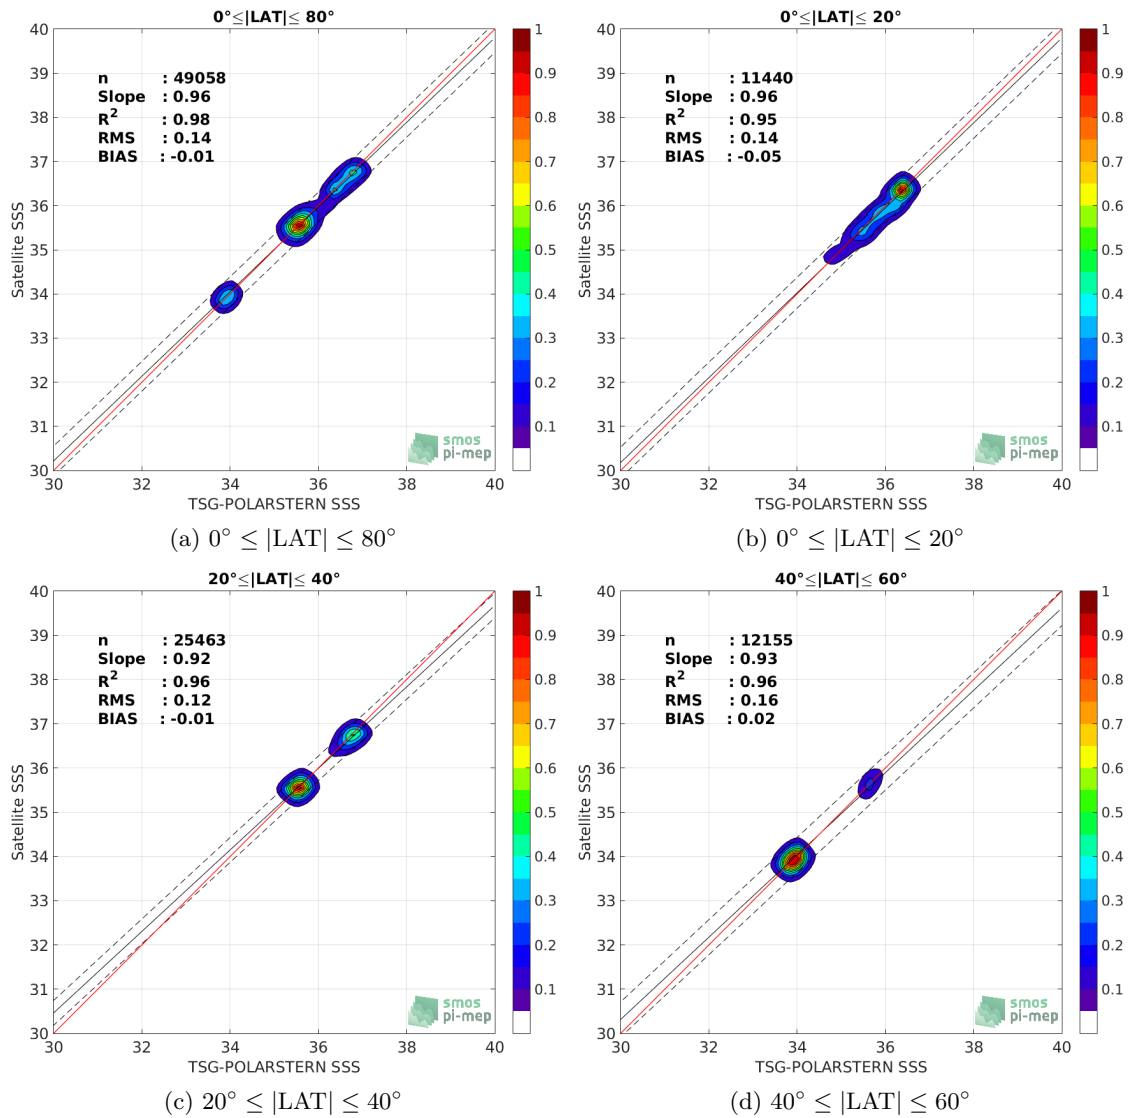 0°≤|LAT|≤ 80°
n : 49058
Slope : 0.96
R² : 0.98
RMS : 0.14
BIAS : -0.01
40
39
38
37
36
35
34
33
32
31
30
Satellite SSS
30 32 34 36 38 40
TSG-POLARSTERN SSS
1
0.9
0.8
0.7
0.6
0.5
0.4
0.3
0.2
0.1
smos
pi-mep
(a) 0° ≤ |LAT| ≤ 80°
0°≤|LAT|≤ 20°
n : 11440
Slope : 0.96
R² : 0.95
RMS : 0.14
BIAS : -0.05
40
39
38
37
36
35
34
33
32
31
30
Satellite SSS
30 32 34 36 38 40
TSG-POLARSTERN SSS
1
0.9
0.8
0.7
0.6
0.5
0.4
0.3
0.2
0.1
smos
pi-mep
(b) 0° ≤ |LAT| ≤ 20°
20°≤|LAT|≤ 40°
n : 25463
Slope : 0.92
R² : 0.96
RMS : 0.12
BIAS : -0.01
40
39
38
37
36
35
34
33
32
31
30
Satellite SSS
30 32 34 36 38 40
TSG-POLARSTERN SSS
1
0.9
0.8
0.7
0.6
0.5
0.4
0.3
0.2
0.1
smos
pi-mep
(c) 20° ≤ |LAT| ≤ 40°
40°≤|LAT|≤ 60°
n : 12155
Slope : 0.93
R² : 0.96
RMS : 0.16
BIAS : 0.02
40
39
38
37
36
35
34
33
32
31
30
Satellite SSS
30 32 34 36 38 40
TSG-POLARSTERN SSS
1
0.9
0.8
0.7
0.6
0.5
0.4
0.3
0.2
0.1
smos
pi-mep
(d) 40° ≤ |LAT| ≤ 60°